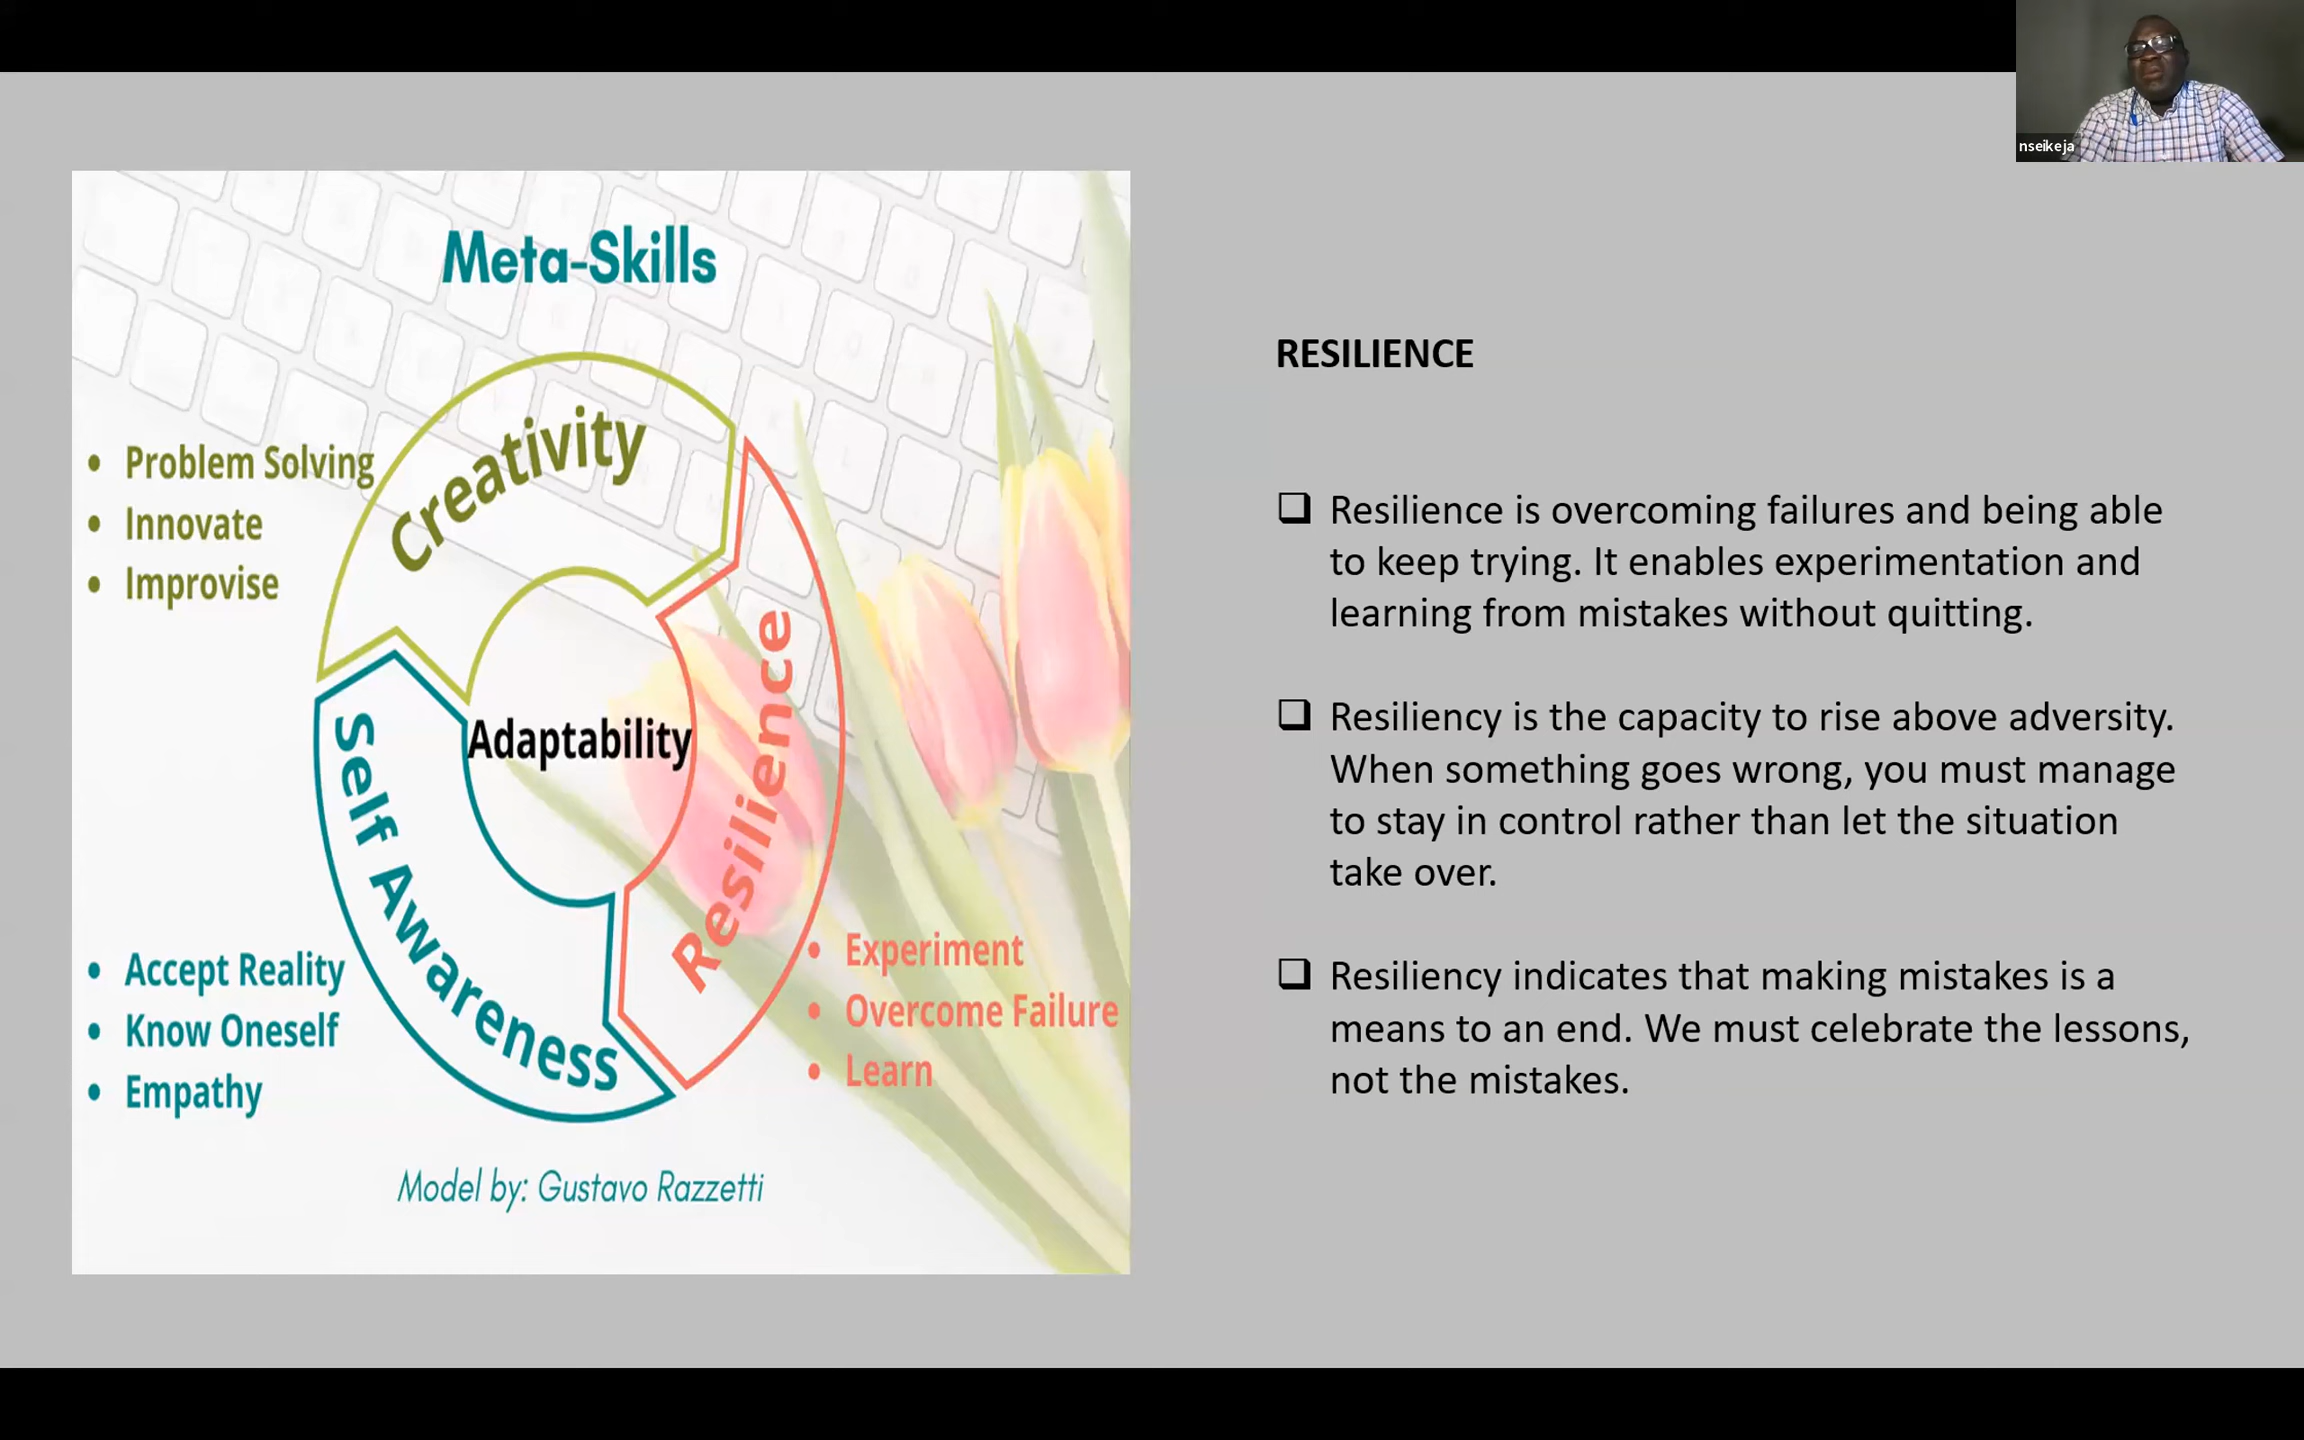 nseikeja
Meta-Skills
Creativity
• Problem Solving
• Innovate
• Improvise
Adaptability
Resilience
Self Awareness
• Accept Reality
• Know Oneself
• Empathy
• Experiment
• Overcome Failure
• Learn
Model by: Gustavo Razzetti
RESILIENCE
❑ Resilience is overcoming failures and being able
to keep trying. It enables experimentation and
learning from mistakes without quitting.
❑ Resiliency is the capacity to rise above adversity.
When something goes wrong, you must manage
to stay in control rather than let the situation
take over.
❑ Resiliency indicates that making mistakes is a
means to an end. We must celebrate the lessons,
not the mistakes.